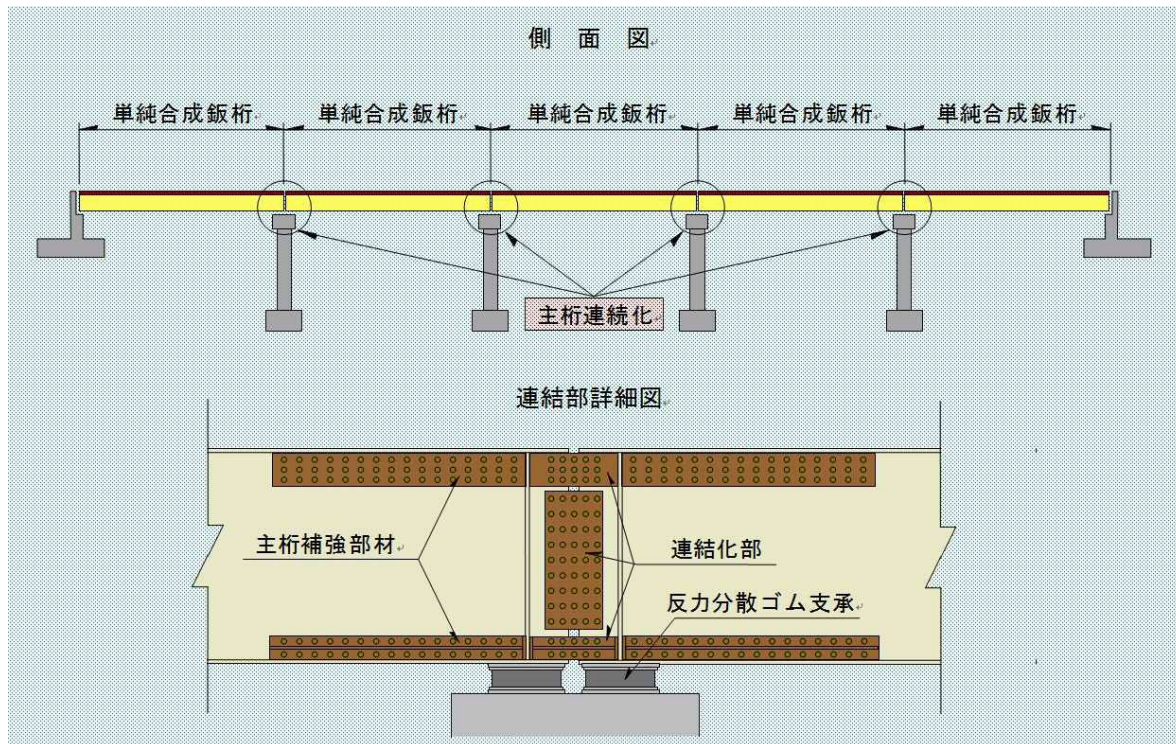 側 面 図
単純合成鈑桁
単純合成鈑桁
単純合成鈑桁
単純合成鈑桁
単純合成鈑桁
主桁連続化
連結部詳細図
主桁補強部材
連結化部
反力分散ゴム支承